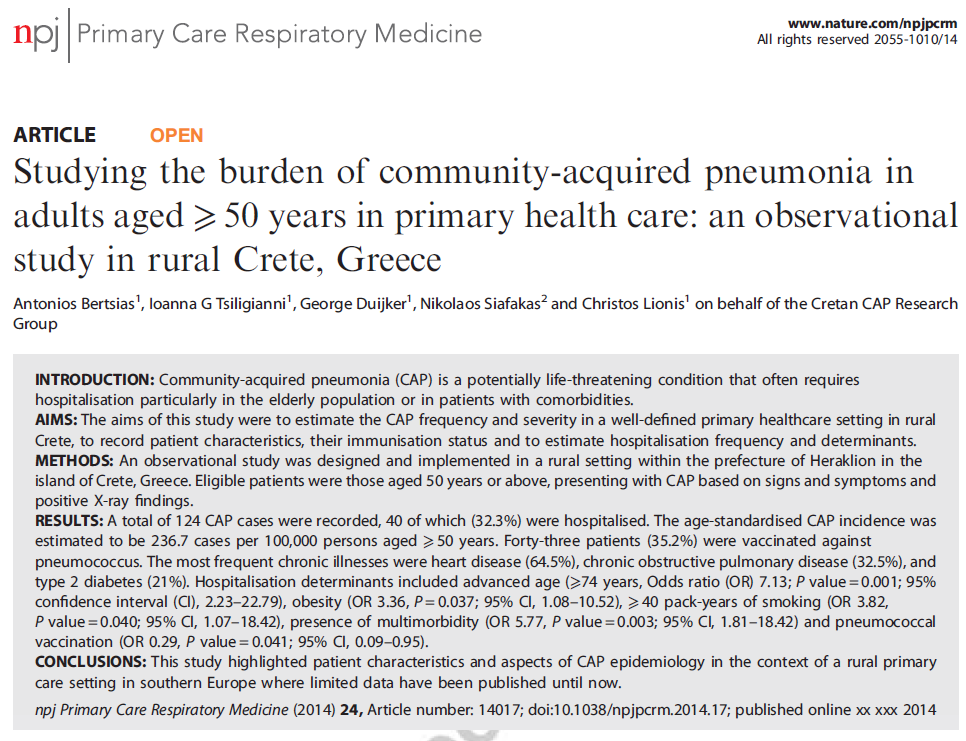 npj Primary Care Respiratory Medicine
www.nature.com/npjpcrm
All rights reserved 2055-1010/14
ARTICLE OPEN
Studying the burden of community-acquired pneumonia in
adults aged ⩾ 50 years in primary health care: an observational
study in rural Crete, Greece
Antonios Bertsias1, Ioanna G Tsiligianni1, George Duijker1, Nikolaos Siafakas2 and Christos Lionis1 on behalf of the Cretan CAP Research
Group
INTRODUCTION: Community-acquired pneumonia (CAP) is a potentially life-threatening condition that often requires
hospitalisation particularly in the elderly population or in patients with comorbidities.
AIMS: The aims of this study were to estimate the CAP frequency and severity in a well-defined primary healthcare setting in rural
Crete, to record patient characteristics, their immunisation status and to estimate hospitalisation frequency and determinants.
METHODS: An observational study was designed and implemented in a rural setting within the prefecture of Heraklion in the
island of Crete, Greece. Eligible patients were those aged 50 years or above, presenting with CAP based on signs and symptoms and
positive X-ray findings.
RESULTS: A total of 124 CAP cases were recorded, 40 of which (32.3%) were hospitalised. The age-standardised CAP incidence was
estimated to be 236.7 cases per 100,000 persons aged ⩾ 50 years. Forty-three patients (35.2%) were vaccinated against
pneumococcus. The most frequent chronic illnesses were heart disease (64.5%), chronic obstructive pulmonary disease (32.5%), and
type 2 diabetes (21%). Hospitalisation determinants included advanced age (⩾74 years, Odds ratio (OR) 7.13; P value = 0.001; 95%
confidence interval (CI), 2.23–22.79), obesity (OR 3.36, P = 0.037; 95% CI, 1.08–10.52), ⩾ 40 pack-years of smoking (OR 3.82,
P value = 0.040; 95% CI, 1.07–18.42), presence of multimorbidity (OR 5.77, P value = 0.003; 95% CI, 1.81–18.42) and pneumococcal
vaccination (OR 0.29, P value = 0.041; 95% CI, 0.09–0.95).
CONCLUSIONS: This study highlighted patient characteristics and aspects of CAP epidemiology in the context of a rural primary
care setting in southern Europe where limited data have been published until now.
npj Primary Care Respiratory Medicine (2014) 24, Article number: 14017; doi:10.1038/npjpcrm.2014.17; published online xx xxx 2014